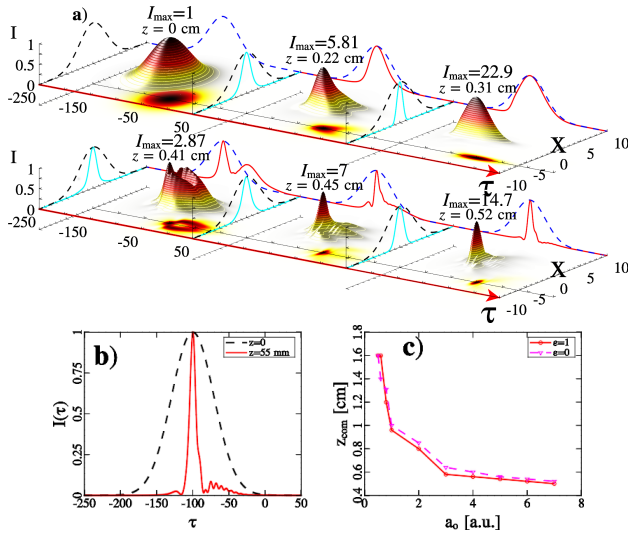 a)
I
I_max=1
z = 0 cm
I_max=5.81
z = 0.22 cm
I_max=22.9
z = 0.31 cm
1
0.5
0
-250
-150
-50
50
τ
-10
-5
0
5
10
X
I
I_max=2.87
z = 0.41 cm
I_max=7
z = 0.45 cm
I_max=14.7
z = 0.52 cm
1
0.5
0
-250
-150
-50
50
τ
-10
-5
0
5
10
X
b)
z=0
z=55 mm
I(τ)
1
0.75
0.5
0.25
0
-250 -200 -150 -100 -50 0 50
τ
c)
ε=1
ε=0
z_com [cm]
1.8
1.6
1.4
1.2
1
0.8
0.6
0.4
0 2 4 6 8
a_o [a.u.]